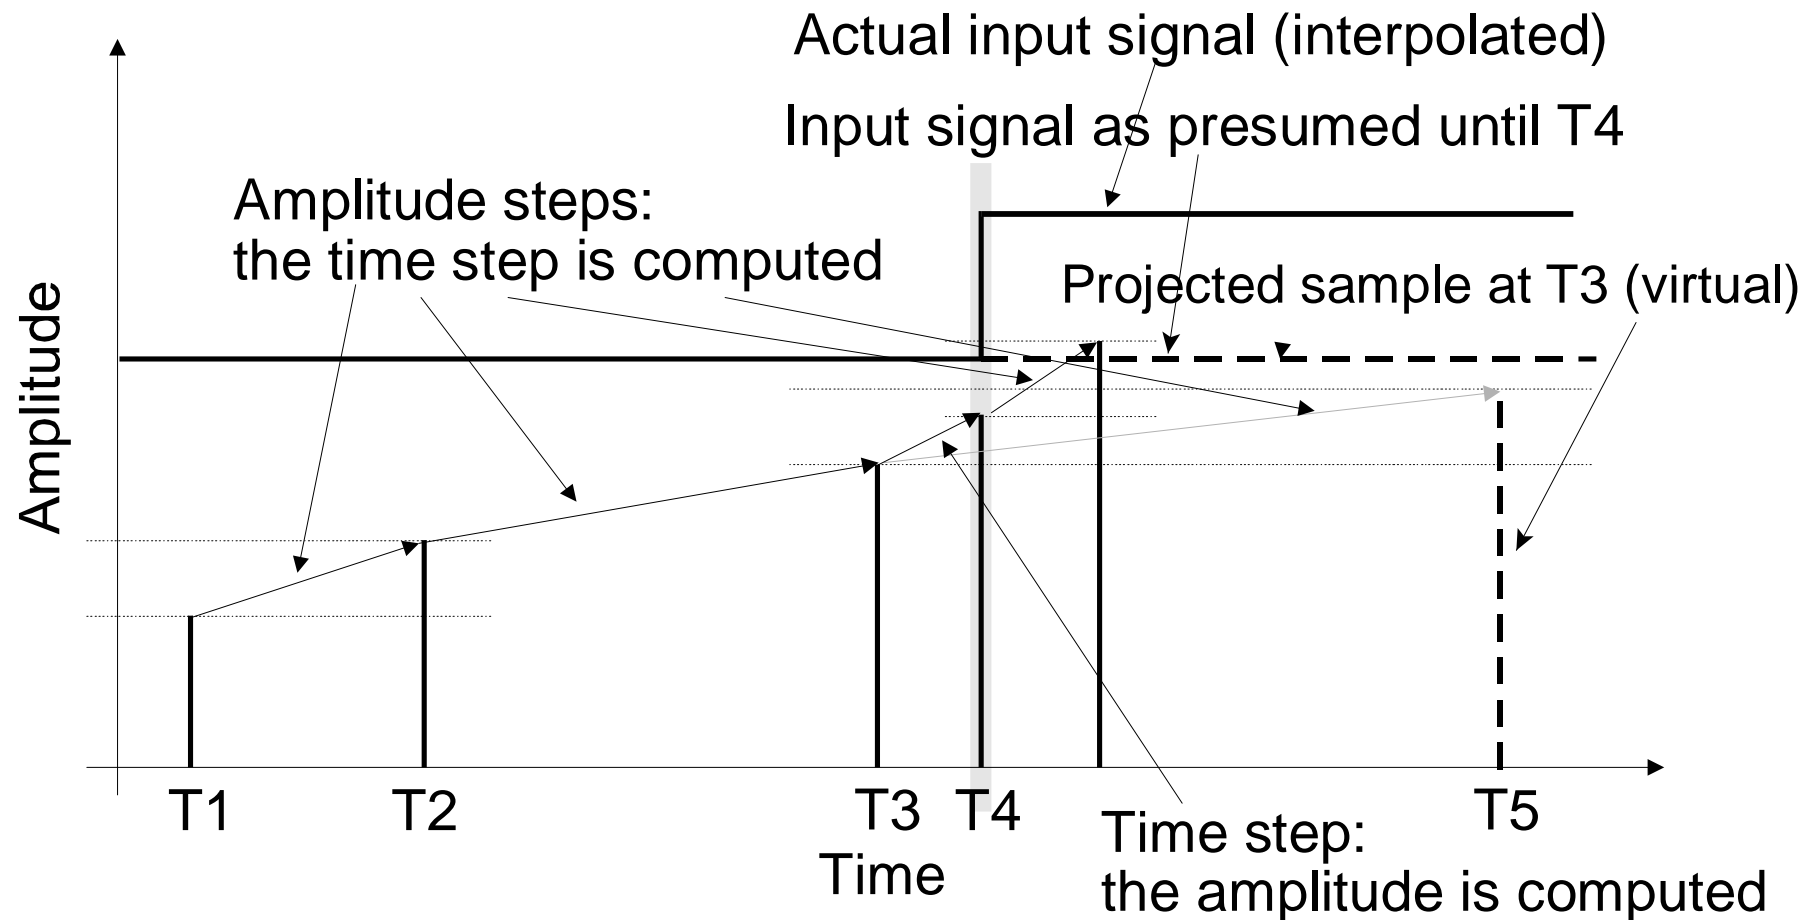 Actual input signal (interpolated)
Input signal as presumed until T4
Amplitude steps:
the time step is computed
Projected sample at T3 (virtual)
Amplitude
T1
T2
T3
T4
T5
Time
Time step:
the amplitude is computed